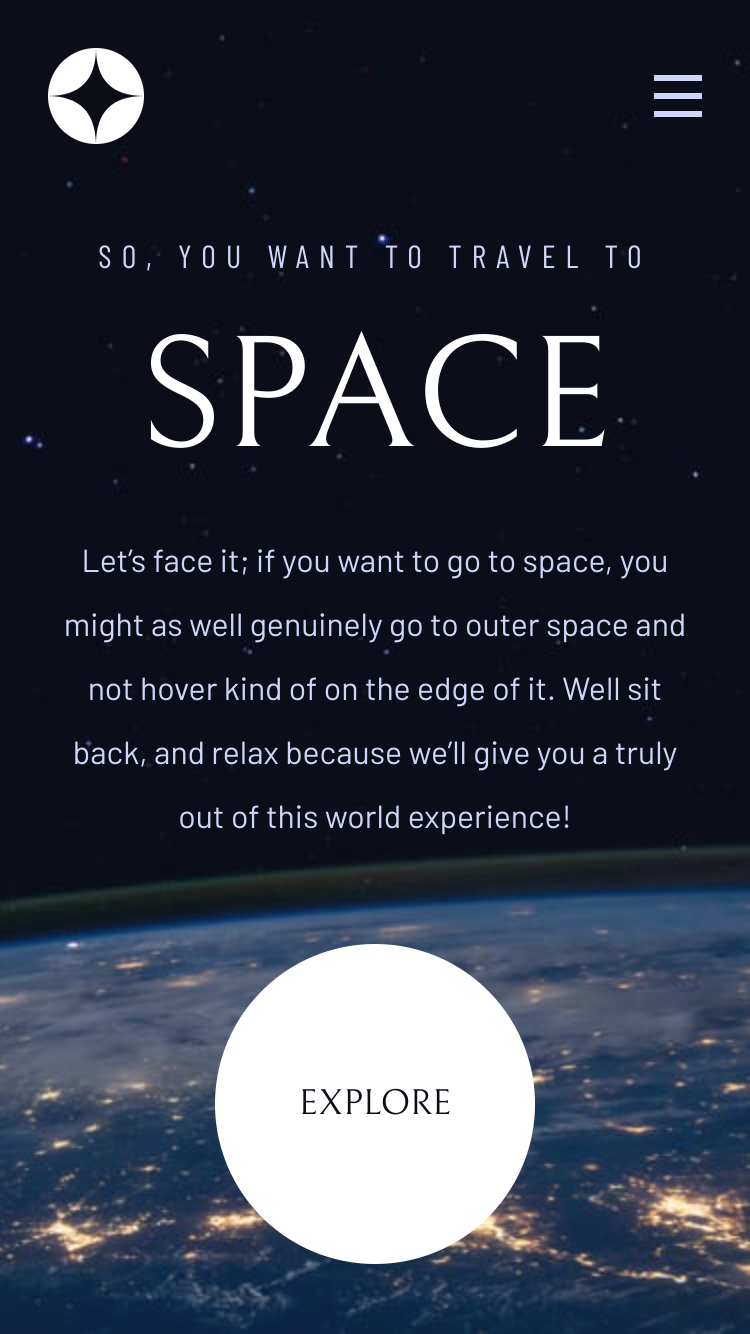 SO, YOU WANT TO TRAVEL TO
SPACE
Let’s face it; if you want to go to space, you
might as well genuinely go to outer space and
not hover kind of on the edge of it. Well sit
back, and relax because we’ll give you a truly
out of this world experience!
EXPLORE